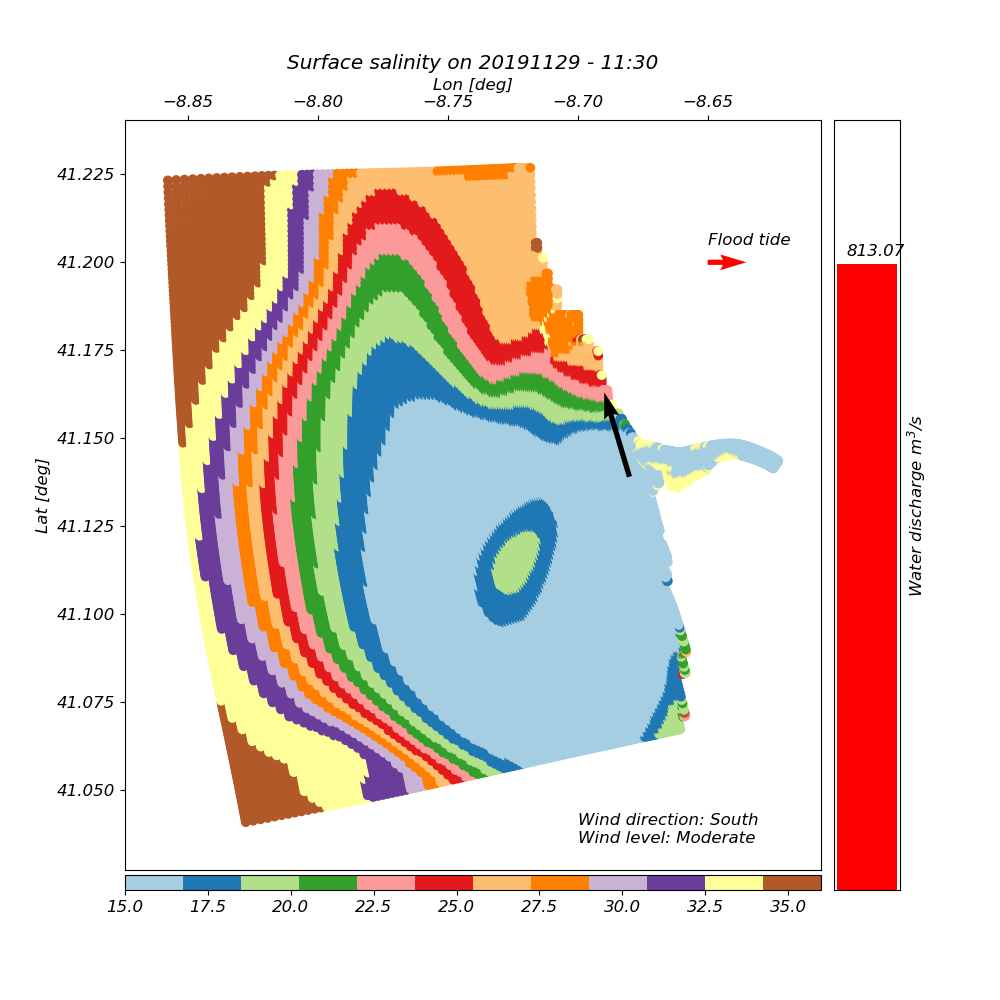 Surface salinity on 20191129 - 11:30
Lon [deg]
−8.85 −8.80 −8.75 −8.70 −8.65
41.225
41.200
41.175
41.150
41.125
41.100
41.075
41.050
Lat [deg]
Flood tide
813.07
Water discharge m³/s
Wind direction: South
Wind level: Moderate
15.0 17.5 20.0 22.5 25.0 27.5 30.0 32.5 35.0